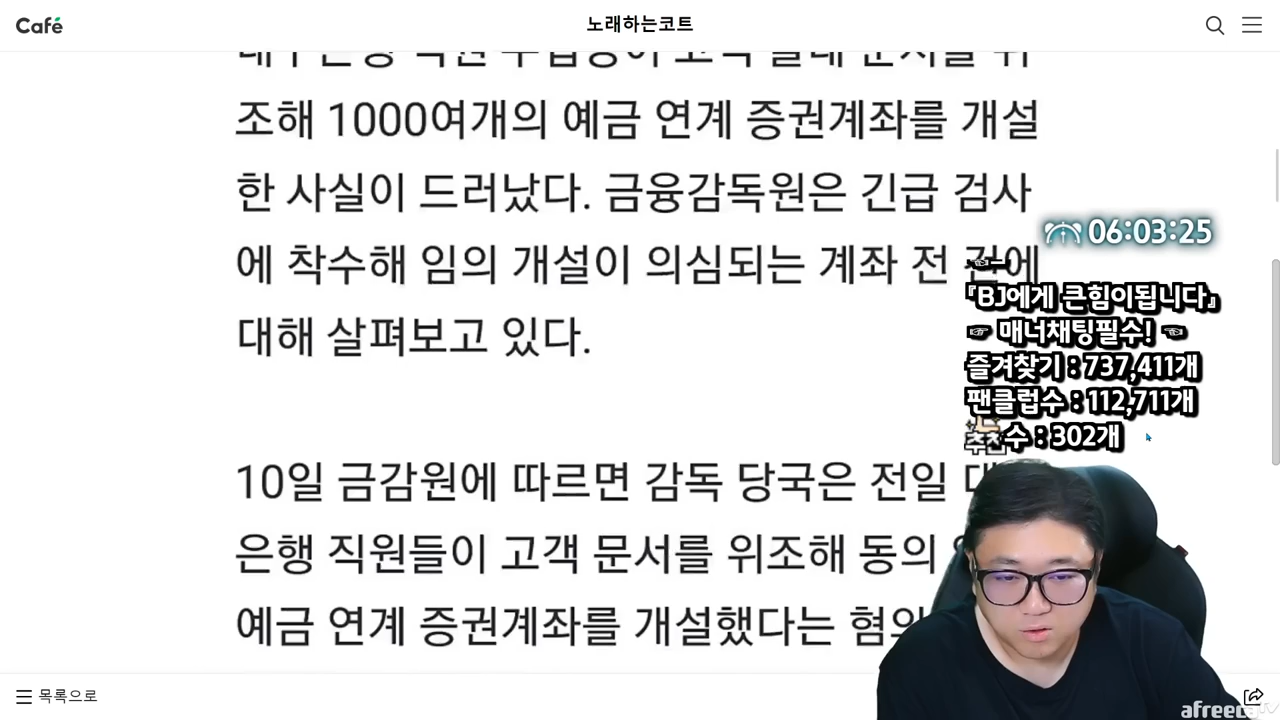 Café
노래하는코트
조해 1000여개의 예금 연계 증권계좌를 개설
한 사실이 드러났다. 금융감독원은 긴급 검사
에 착수해 임의 개설이 의심되는 계좌 전 건에
대해 살펴보고 있다.
10일 금감원에 따르면 감독 당국은 전일
은행 직원들이 고객 문서를 위조해 동의
예금 연계 증권계좌를 개설했다는 혐의
06:03:25
『BJ에게 큰힘이됩니다』
☞ 매너채팅필수! ☜
즐겨찾기 : 737,411개
팬클럽수 : 112,711개
수 : 302개
목록으로
afreecaTV